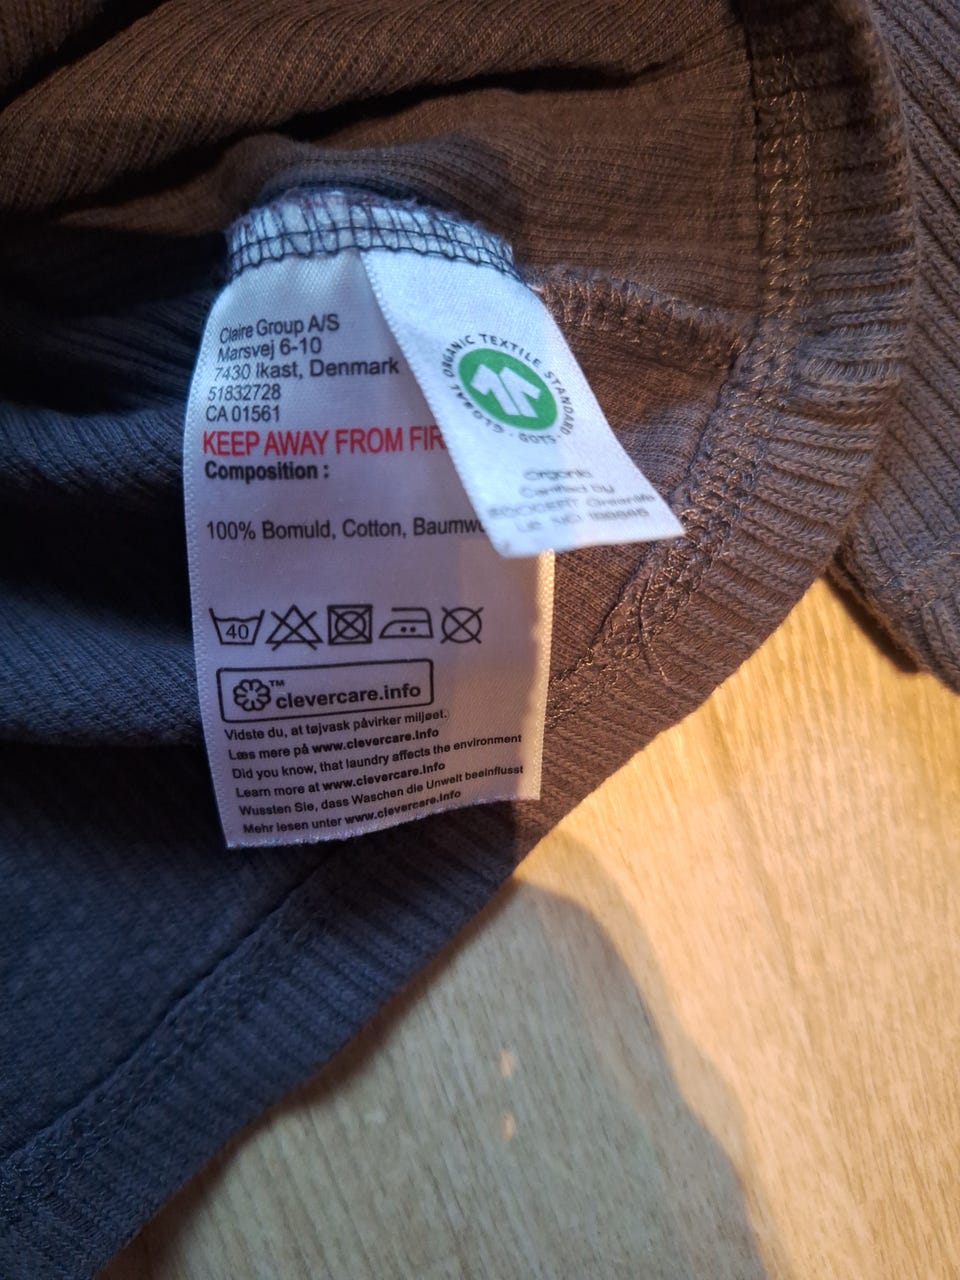 Claire Group A/S
Marsvej 6-10
7430 Ikast, Denmark
51832728
CA 01561
KEEP AWAY FROM FIR
Composition :
100% Bomuld, Cotton, Baumw
40
clevercare.info™
Vidste du, at tøjvask påvirker miljøet.
Læs mere på www.clevercare.info
Did you know, that laundry affects the environment
Learn more at www.clevercare.info
Wussten Sie, dass Waschen die Umwelt beeinflusst
Mehr lesen unter www.clevercare.info
GLOBAL ORGANIC TEXTILE STANDARD · GOTS ·
Organic
Certified by